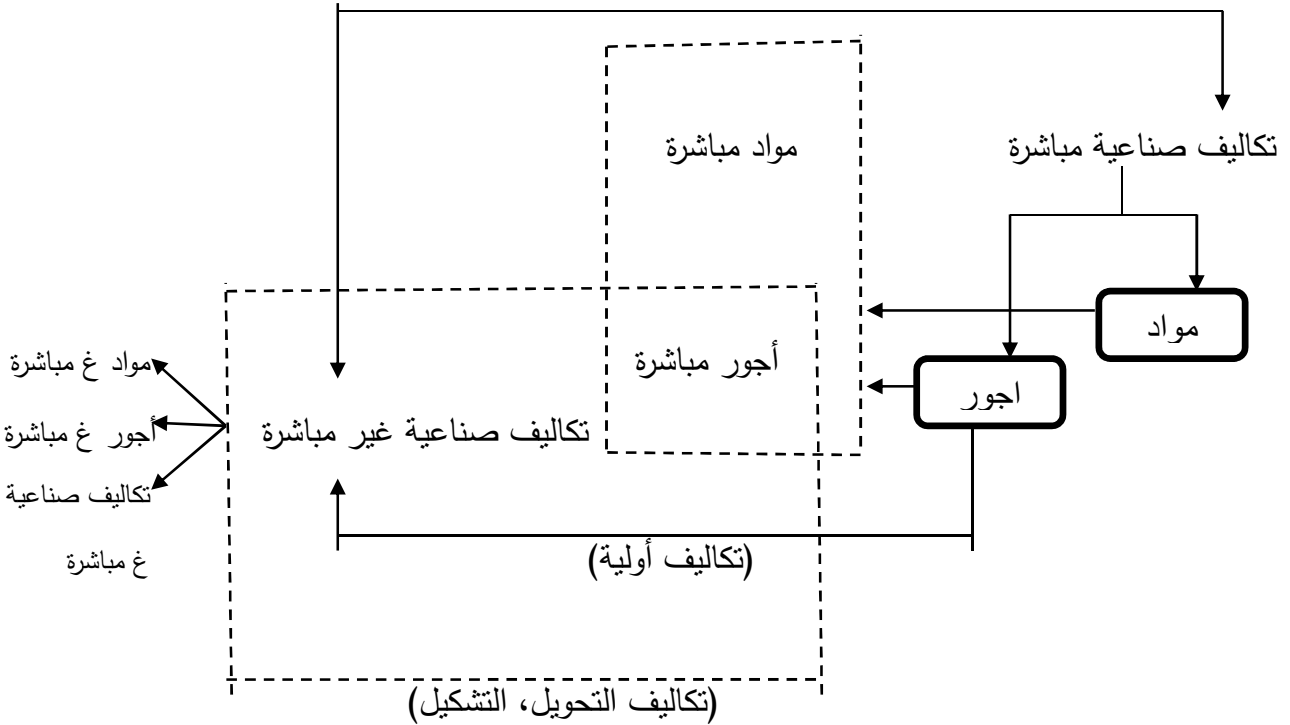 تكاليف صناعية مباشرة
مواد مباشرة
مواد
أجور مباشرة
اجور
تكاليف صناعية غير مباشرة
مواد غ مباشرة
أجور غ مباشرة
تكاليف صناعية
غ مباشرة
(تكاليف أولية)
(تكاليف التحويل، التشكيل)